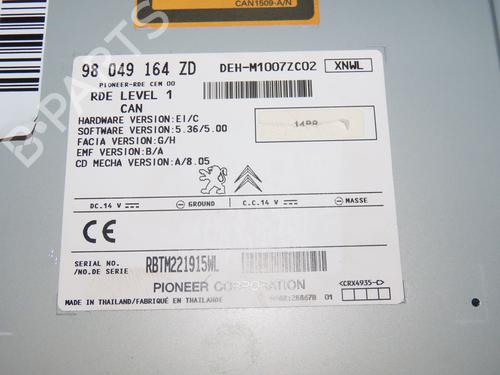 CAN1509-A/N
98 049 164 ZD DEH-M1007ZC02 XNWL
PIONEER-RDE CEM 00
RDE LEVEL 1
CAN
HARDWARE VERSION:EI/C
SOFTWARE VERSION: 5.36/5.00
FACIA VERSION:G/H
EMF VERSION:B/A
CD MECHA VERSION:A/8.05
DC.14 V GROUND C.C.14 V MASSE
CE
SERIAL NO.
/NO.DE SERIE RBTM221915WL
PIONEER CORPORATION
MADE IN THAILAND/FABRIQUÉ EN THAILANDE 01 <CRX4935-C>
B-PARTS